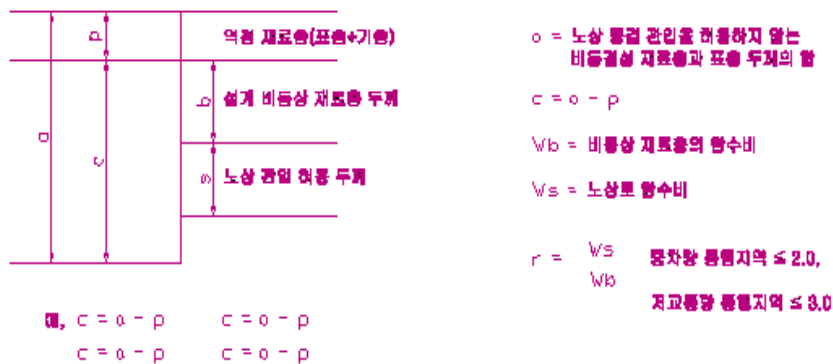 p
역청 재료층(표층+기층)
a
c
b
설계 비동상 재료층 두께
s
노상 관입 허용 두께
a = 노상 동결 관입을 허용하지 않는
비동결성 재료층과 표층 두께의 합
c = a - p
Wb = 비동상 재료층의 함수비
Ws = 노상토 함수비
r = Ws
Wb
중차량 통행지역 ≤ 2.0,
저교통량 통행지역 ≤ 3.0
c = a - p c = a - p
c = a - p c = a - p